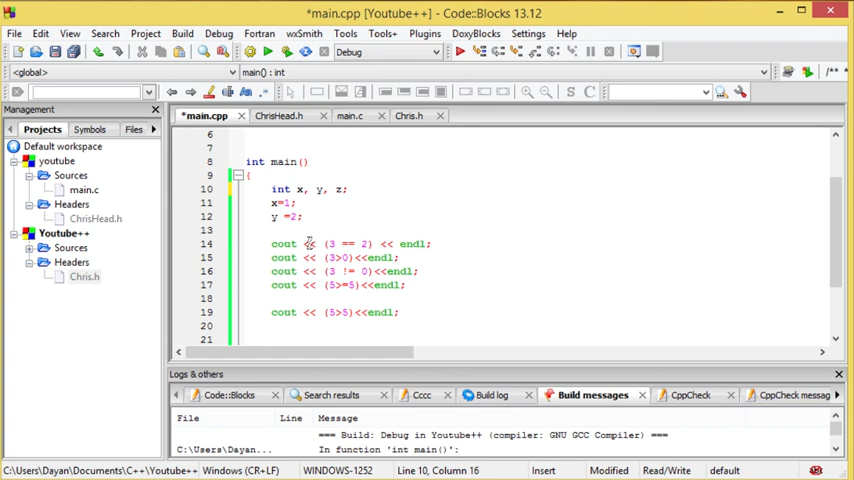 *main.cpp [Youtube++] - Code::Blocks 13.12
File Edit View Search Project Build Debug Fortran wxSmith Tools Tools+ Plugins DoxyBlocks Settings Help
Debug
<global> main() : int /** *
Aa .* S C
Management
Projects Symbols Files
Default workspace
youtube
Sources
main.c
Headers
ChrisHead.h
Youtube++
Sources
Headers
Chris.h
*main.cpp ChrisHead.h main.c Chris.h
6
7
8 int main()
9 {
10 int x, y, z;
11 x=1;
12 y =2;
13
14 cout << (3 == 2) << endl;
15 cout << (3>0)<<endl;
16 cout << (3 != 0)<<endl;
17 cout << (5>=5)<<endl;
18
19 cout << (5>5)<<endl;
20
21
Logs & others
Code::Blocks Search results Cccc Build log Build messages CppCheck CppCheck messag
File Line Message
=== Build: Debug in Youtube++ (compiler: GNU GCC Compiler) ===
C:\Users\Dayan... In function 'int main()':
C:\Users\Dayan\Documents\C++\Youtube++ Windows (CR+LF) WINDOWS-1252 Line 10, Column 16 Insert Modified Read/Write default